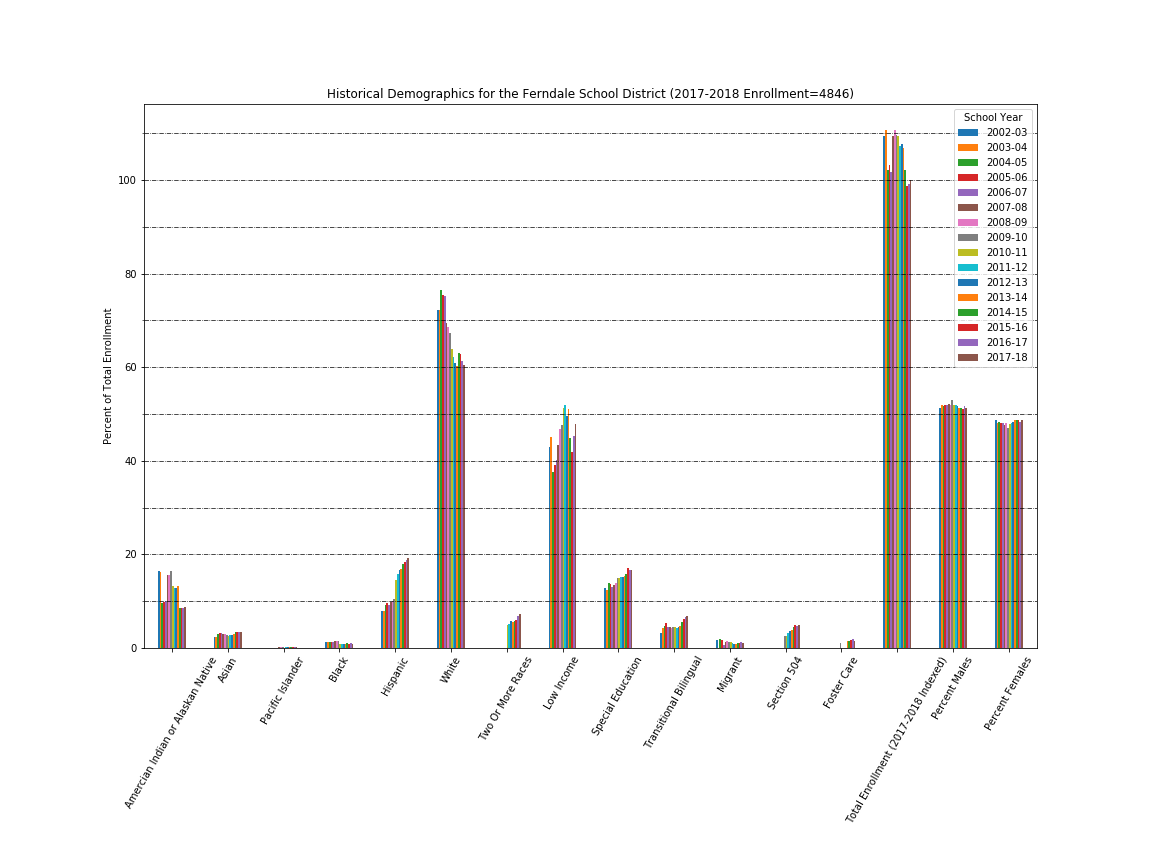 Historical Demographics for the Ferndale School District (2017-2018 Enrollment=4846)
Percent of Total Enrollment
100
80
60
40
20
0
School Year
2002-03
2003-04
2004-05
2005-06
2006-07
2007-08
2008-09
2009-10
2010-11
2011-12
2012-13
2013-14
2014-15
2015-16
2016-17
2017-18
Amercian Indian or Alaskan Native
Asian
Pacific Islander
Black
Hispanic
White
Two Or More Races
Low Income
Special Education
Transitional Bilingual
Migrant
Section 504
Foster Care
Total Enrollment (2017-2018 Indexed)
Percent Males
Percent Females